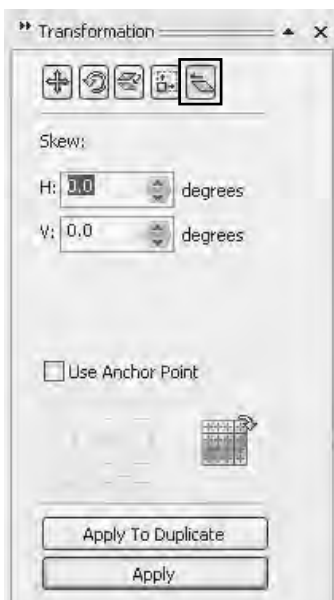 Transformation
Skew:
H: 0.0 degrees
V: 0.0 degrees
Use Anchor Point
Apply To Duplicate
Apply